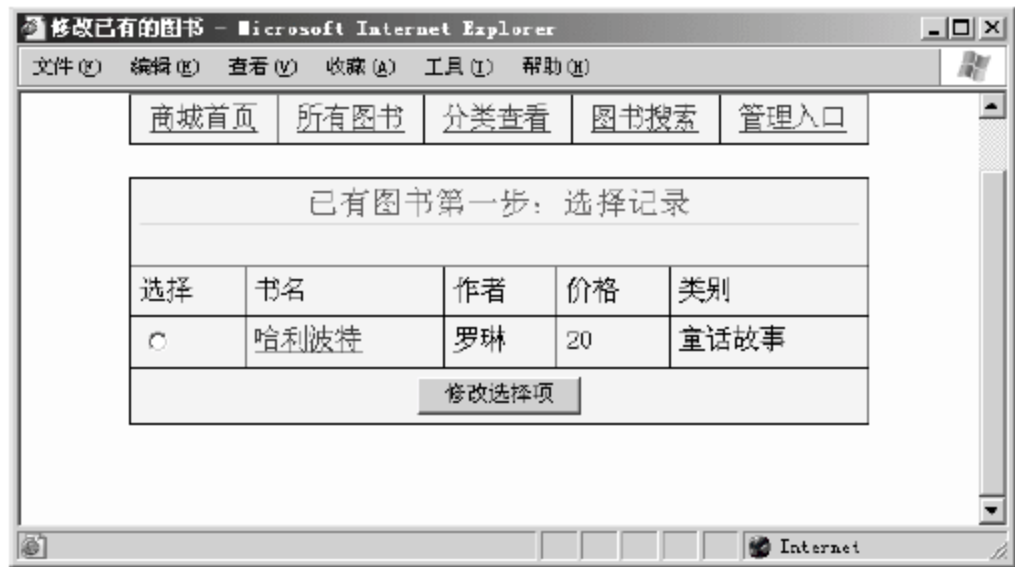 修改已有的图书 - Microsoft Internet Explorer
文件(F) 编辑(E) 查看(V) 收藏(A) 工具(T) 帮助(H)
商城首页 所有图书 分类查看 图书搜索 管理入口
已有图书第一步：选择记录
选择 书名 作者 价格 类别
哈利波特 罗琳 20 童话故事
修改选择项
Internet